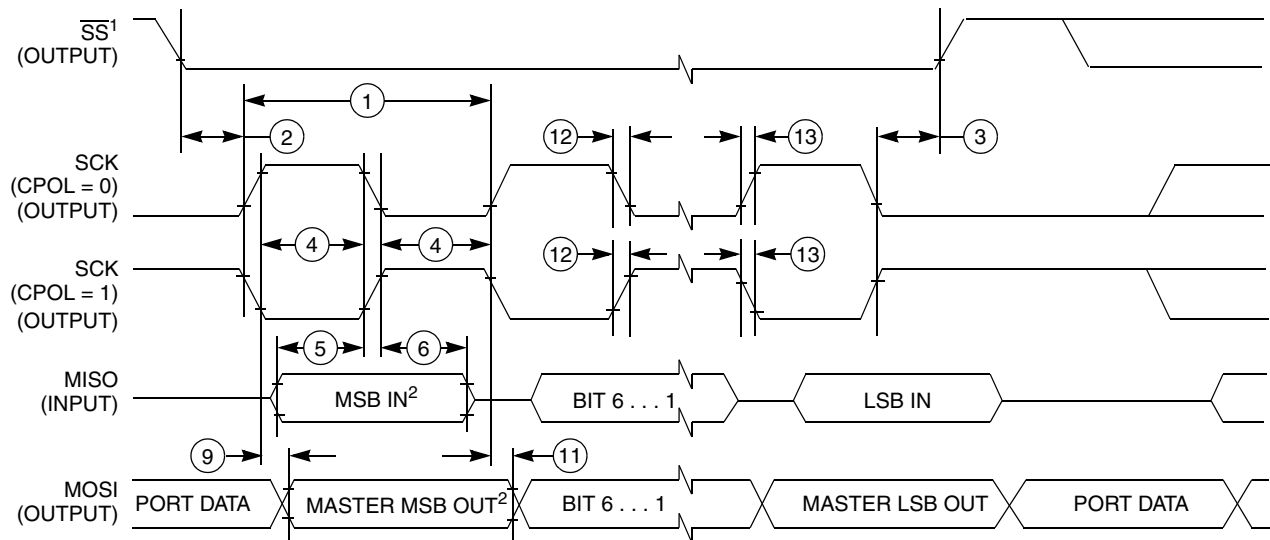 SS¹
(OUTPUT)
1
2
12
13
3
SCK
(CPOL = 0)
(OUTPUT)
4
4
SCK
(CPOL = 1)
(OUTPUT)
12
13
5
6
MISO
(INPUT)
MSB IN²
BIT 6 . . . 1
LSB IN
9
11
MOSI
(OUTPUT)
PORT DATA
MASTER MSB OUT²
BIT 6 . . . 1
MASTER LSB OUT
PORT DATA